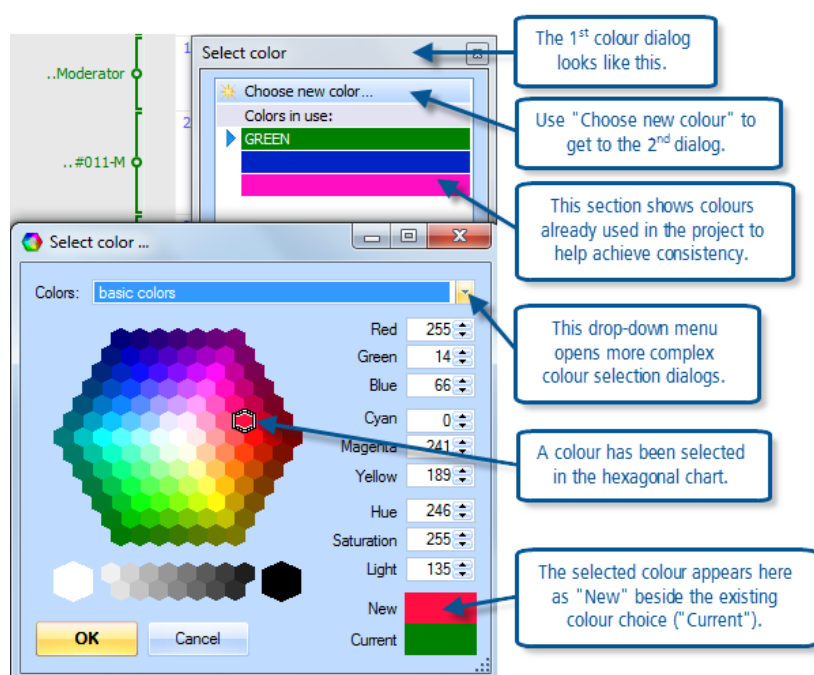 ..Moderator
..#011-M
1
2
Select color
Choose new color...
Colors in use:
GREEN
Select color ...
Colors:
basic colors
Red 255
Green 14
Blue 66
Cyan 0
Magenta 241
Yellow 189
Hue 246
Saturation 255
Light 135
New
Current
OK
Cancel
The 1st colour dialog
looks like this.
Use "Choose new colour" to
get to the 2nd dialog.
This section shows colours
already used in the project to
help achieve consistency.
This drop-down menu
opens more complex
colour selection dialogs.
A colour has been selected
in the hexagonal chart.
The selected colour appears here
as "New" beside the existing
colour choice ("Current").